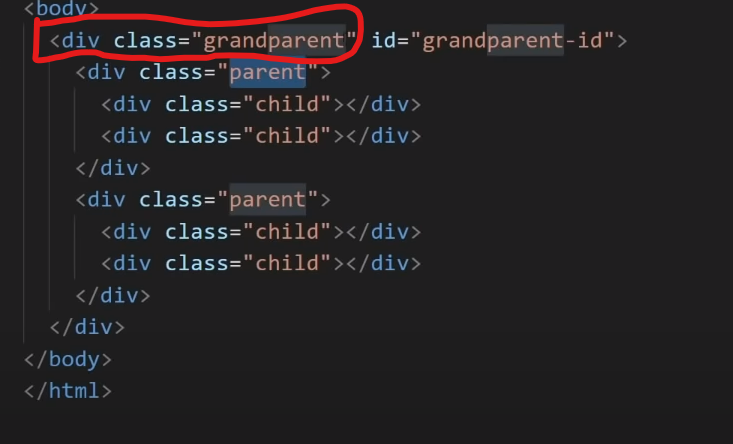 <body>
<div class="grandparent" id="grandparent-id">
<div class="parent">
<div class="child"></div>
<div class="child"></div>
</div>
<div class="parent">
<div class="child"></div>
<div class="child"></div>
</div>
</div>
</body>
</html>